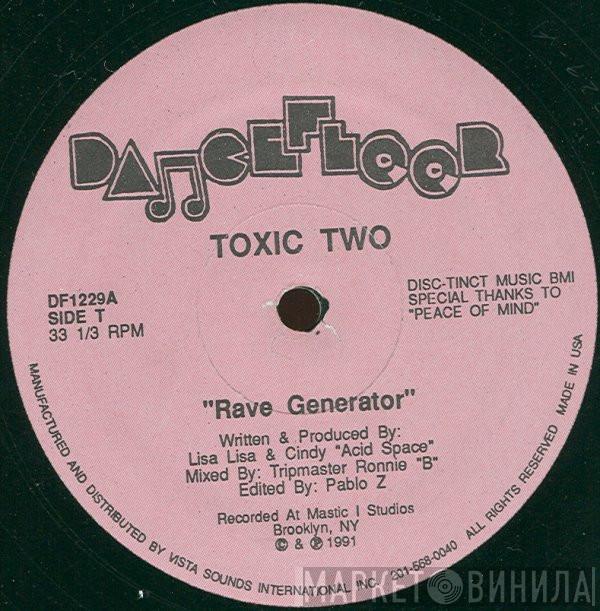 DANCEFLOOR
TOXIC TWO
DF1229A
SIDE T
33 1/3 RPM
DISC-TINCT MUSIC BMI
SPECIAL THANKS TO
"PEACE OF MIND"
"Rave Generator"
Written & Produced By:
Lisa Lisa & Cindy "Acid Space"
Mixed By: Tripmaster Ronnie "B"
Edited By: Pablo Z
Recorded At Mastic I Studios
Brooklyn, NY
© & ℗ 1991
MANUFACTURED AND DISTRIBUTED BY VISTA SOUNDS INTERNATIONAL INC. 201-568-0040 ALL RIGHTS RESERVED MADE IN USA
МАРКЕТ ВИНИЛА